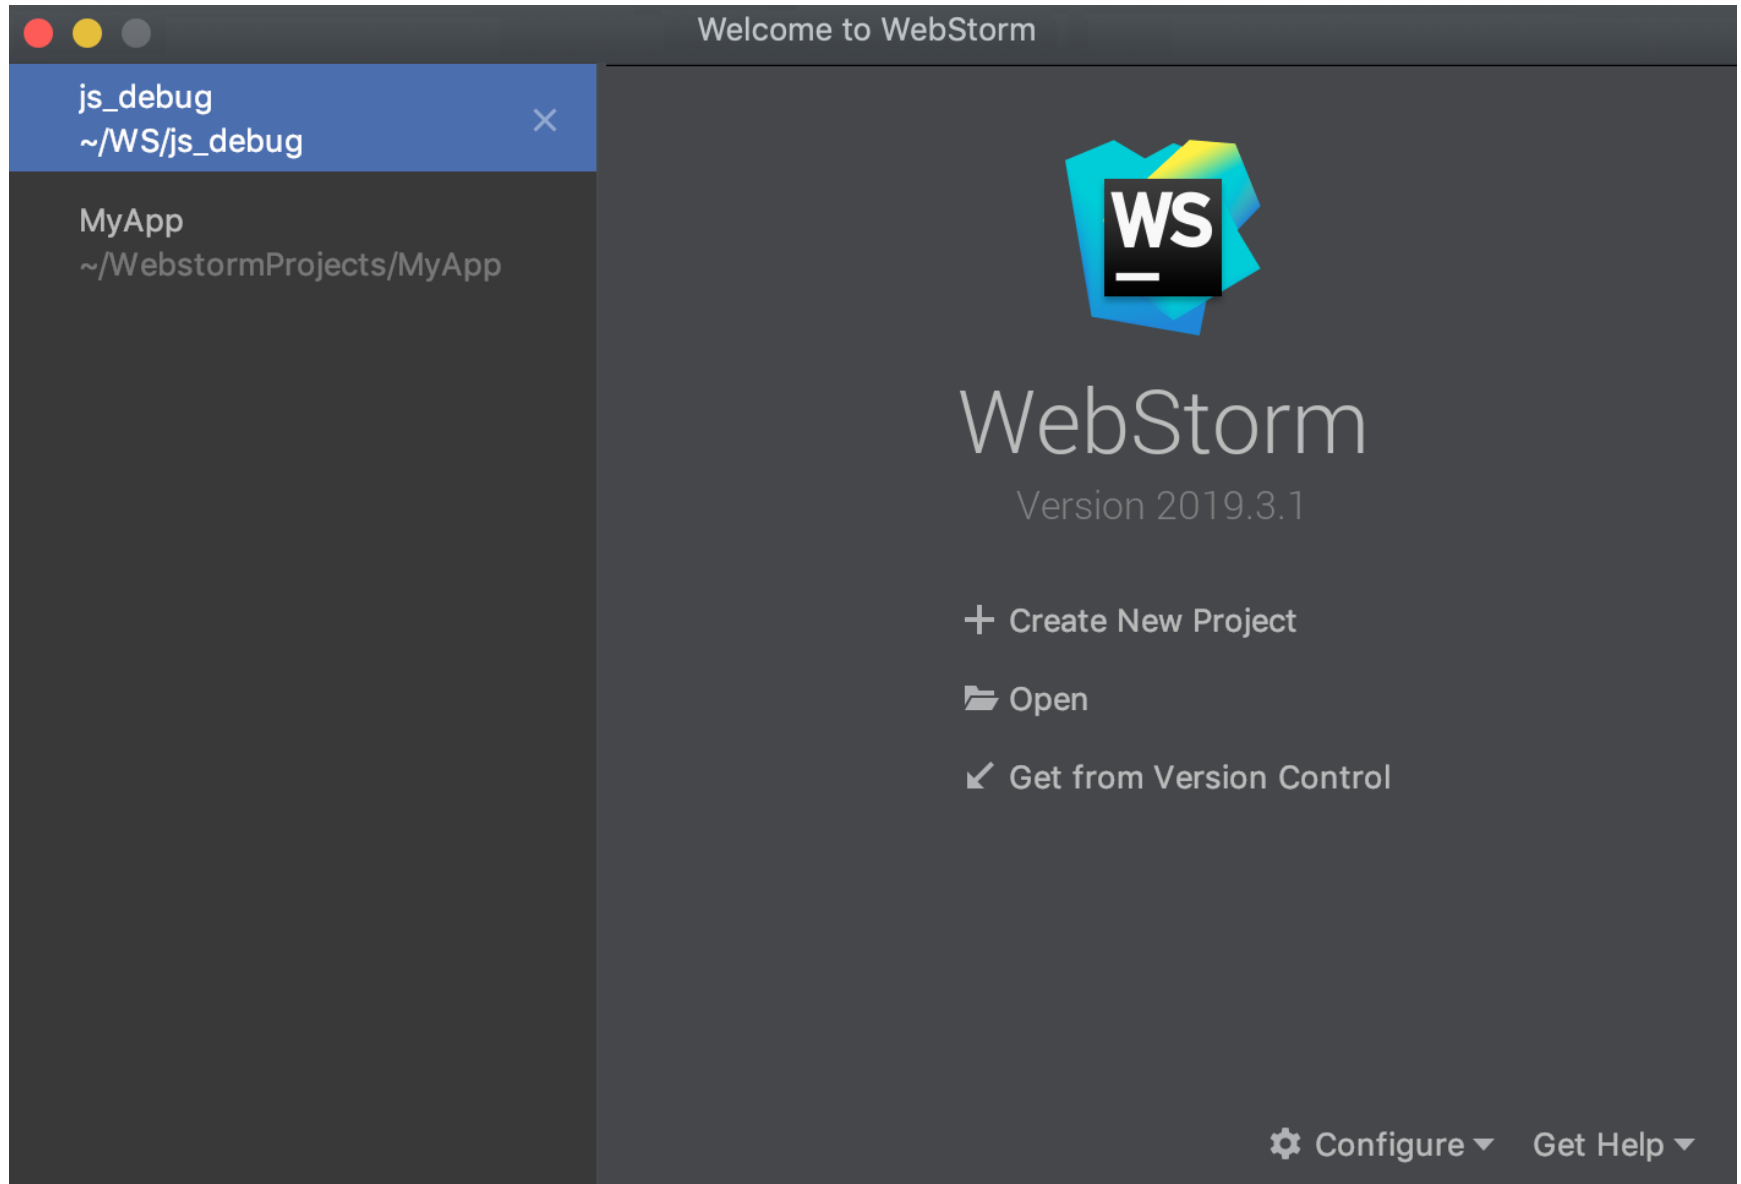 Welcome to WebStorm
js_debug
~/WS/js_debug
MyApp
~/WebstormProjects/MyApp
WS
WebStorm
Version 2019.3.1
Create New Project
Open
Get from Version Control
Configure
Get Help